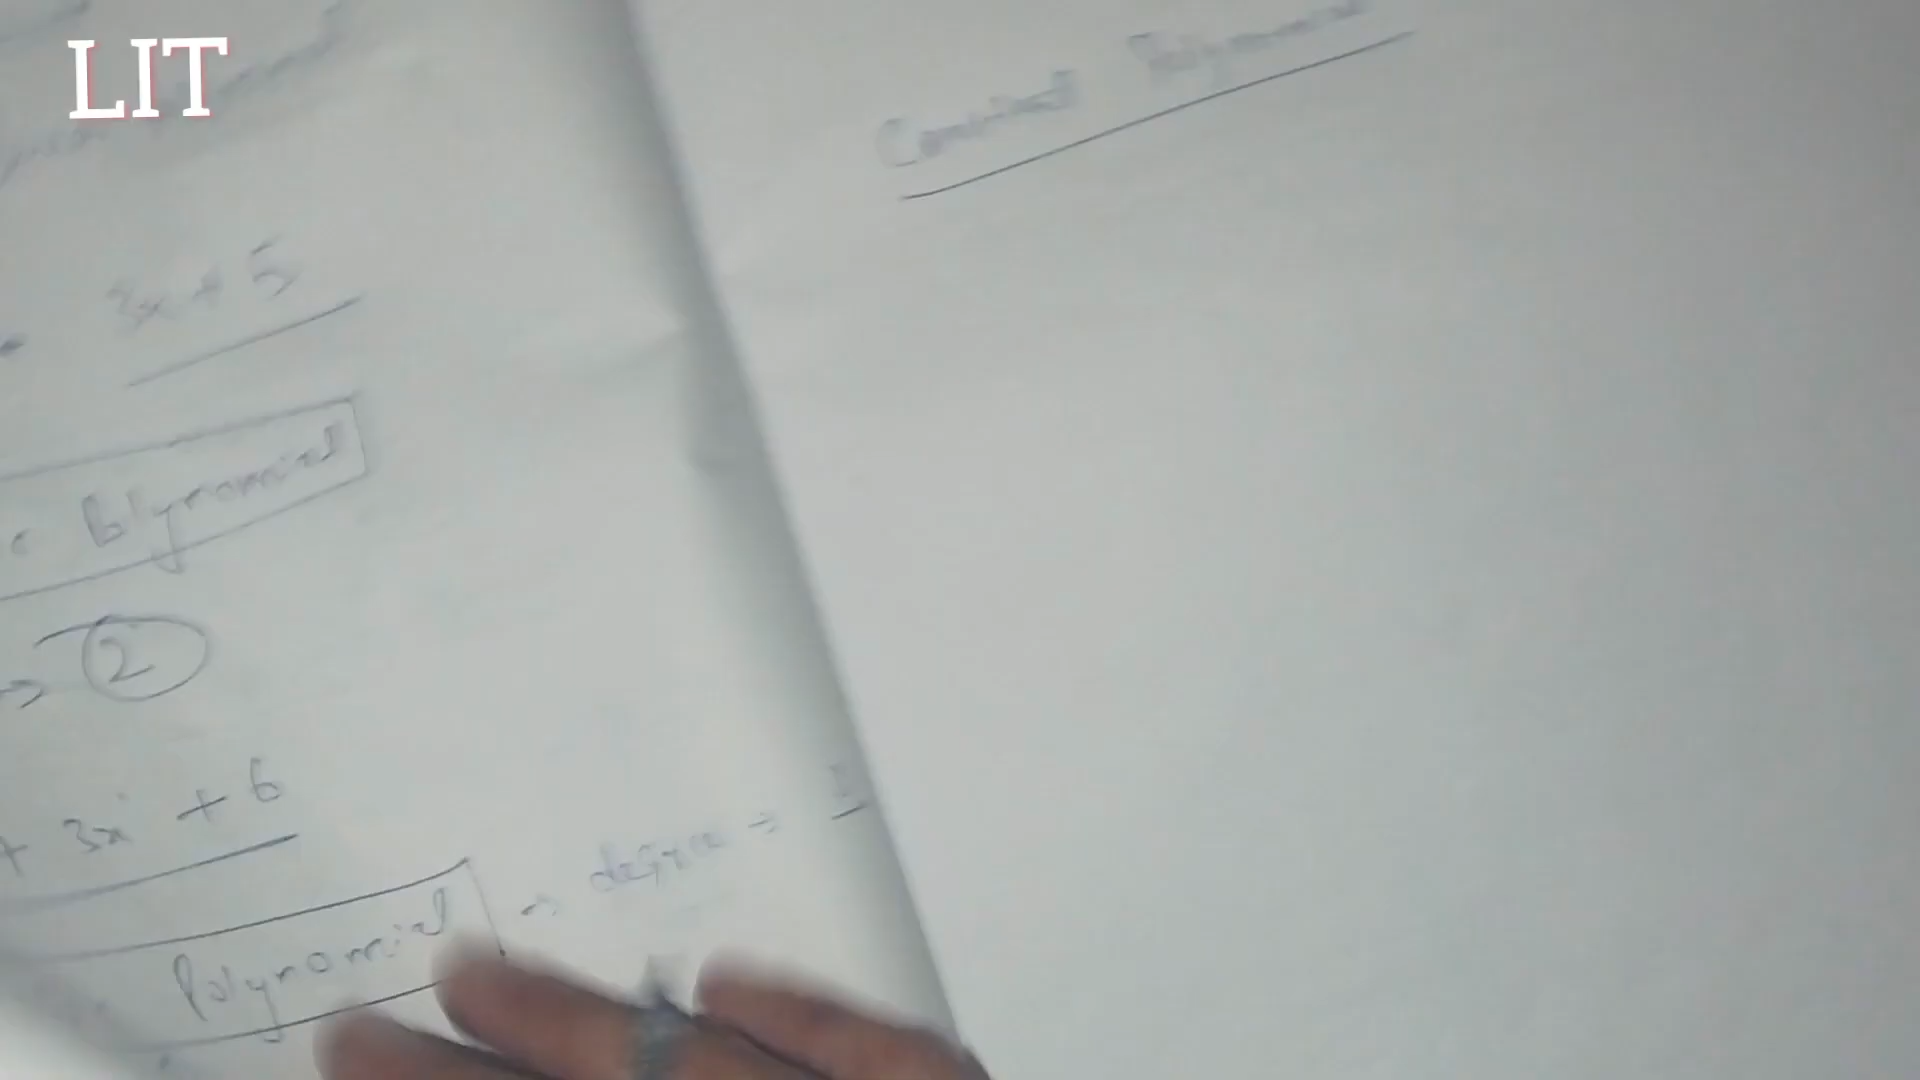 LIT
Constant Polynomial
3x + 5
c Polynomial
→ 2
+ 3x + 6
Polynomial → degree →